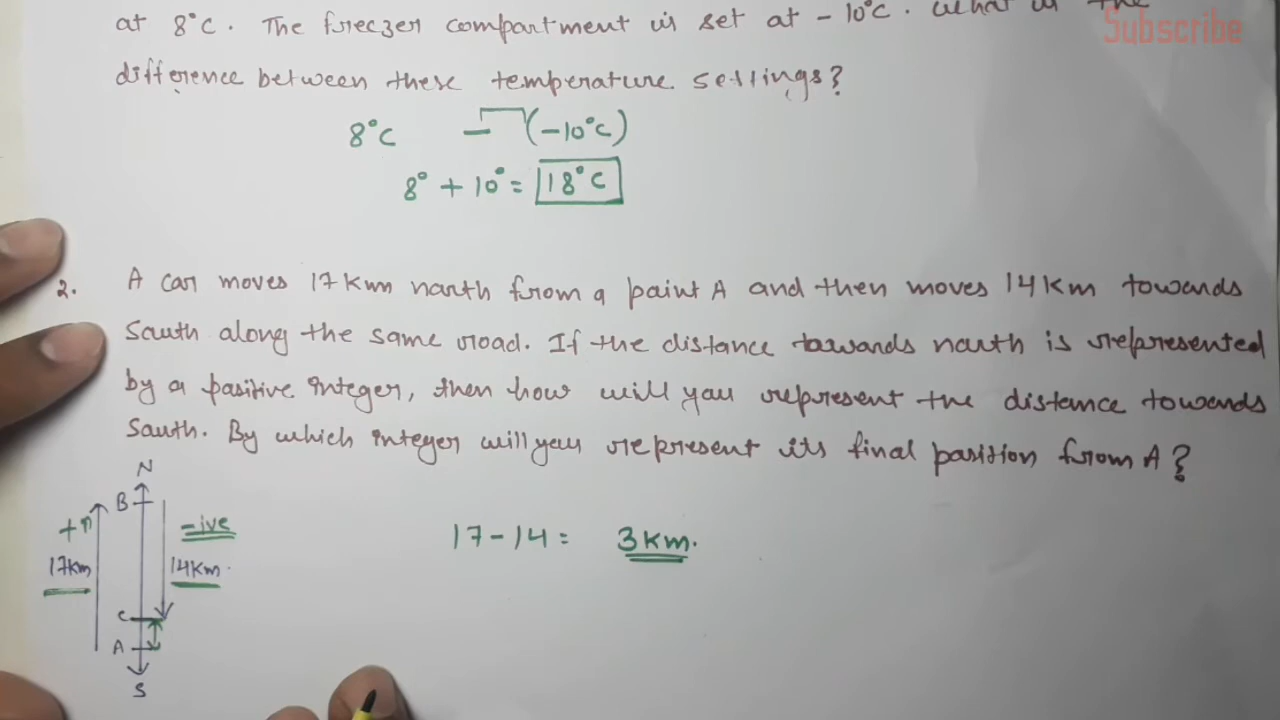 at 8°C. The freezer compartment is set at -10°C. What is the
Subscribe
difference between these temperature settings?
8°C - (-10°C)
8° + 10° = 18°C
2. A car moves 17 Km north from a point A and then moves 14 Km towards
South along the same road. If the distance towards north is represented
by a positive integer, then how will you represent the distance towards
South. By which integer will you represent its final position from A?
N
B
+n
-ive
17-14 = 3 Km.
17km
14Km.
C
A
S